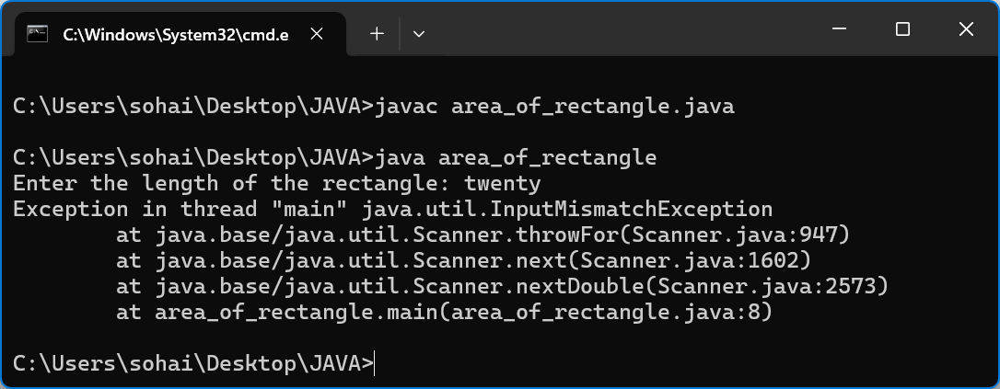 C:\Windows\System32\cmd.e
C:\Users\sohai\Desktop\JAVA>javac area_of_rectangle.java
C:\Users\sohai\Desktop\JAVA>java area_of_rectangle
Enter the length of the rectangle: twenty
Exception in thread "main" java.util.InputMismatchException
        at java.base/java.util.Scanner.throwFor(Scanner.java:947)
        at java.base/java.util.Scanner.next(Scanner.java:1602)
        at java.base/java.util.Scanner.nextDouble(Scanner.java:2573)
        at area_of_rectangle.main(area_of_rectangle.java:8)
C:\Users\sohai\Desktop\JAVA>